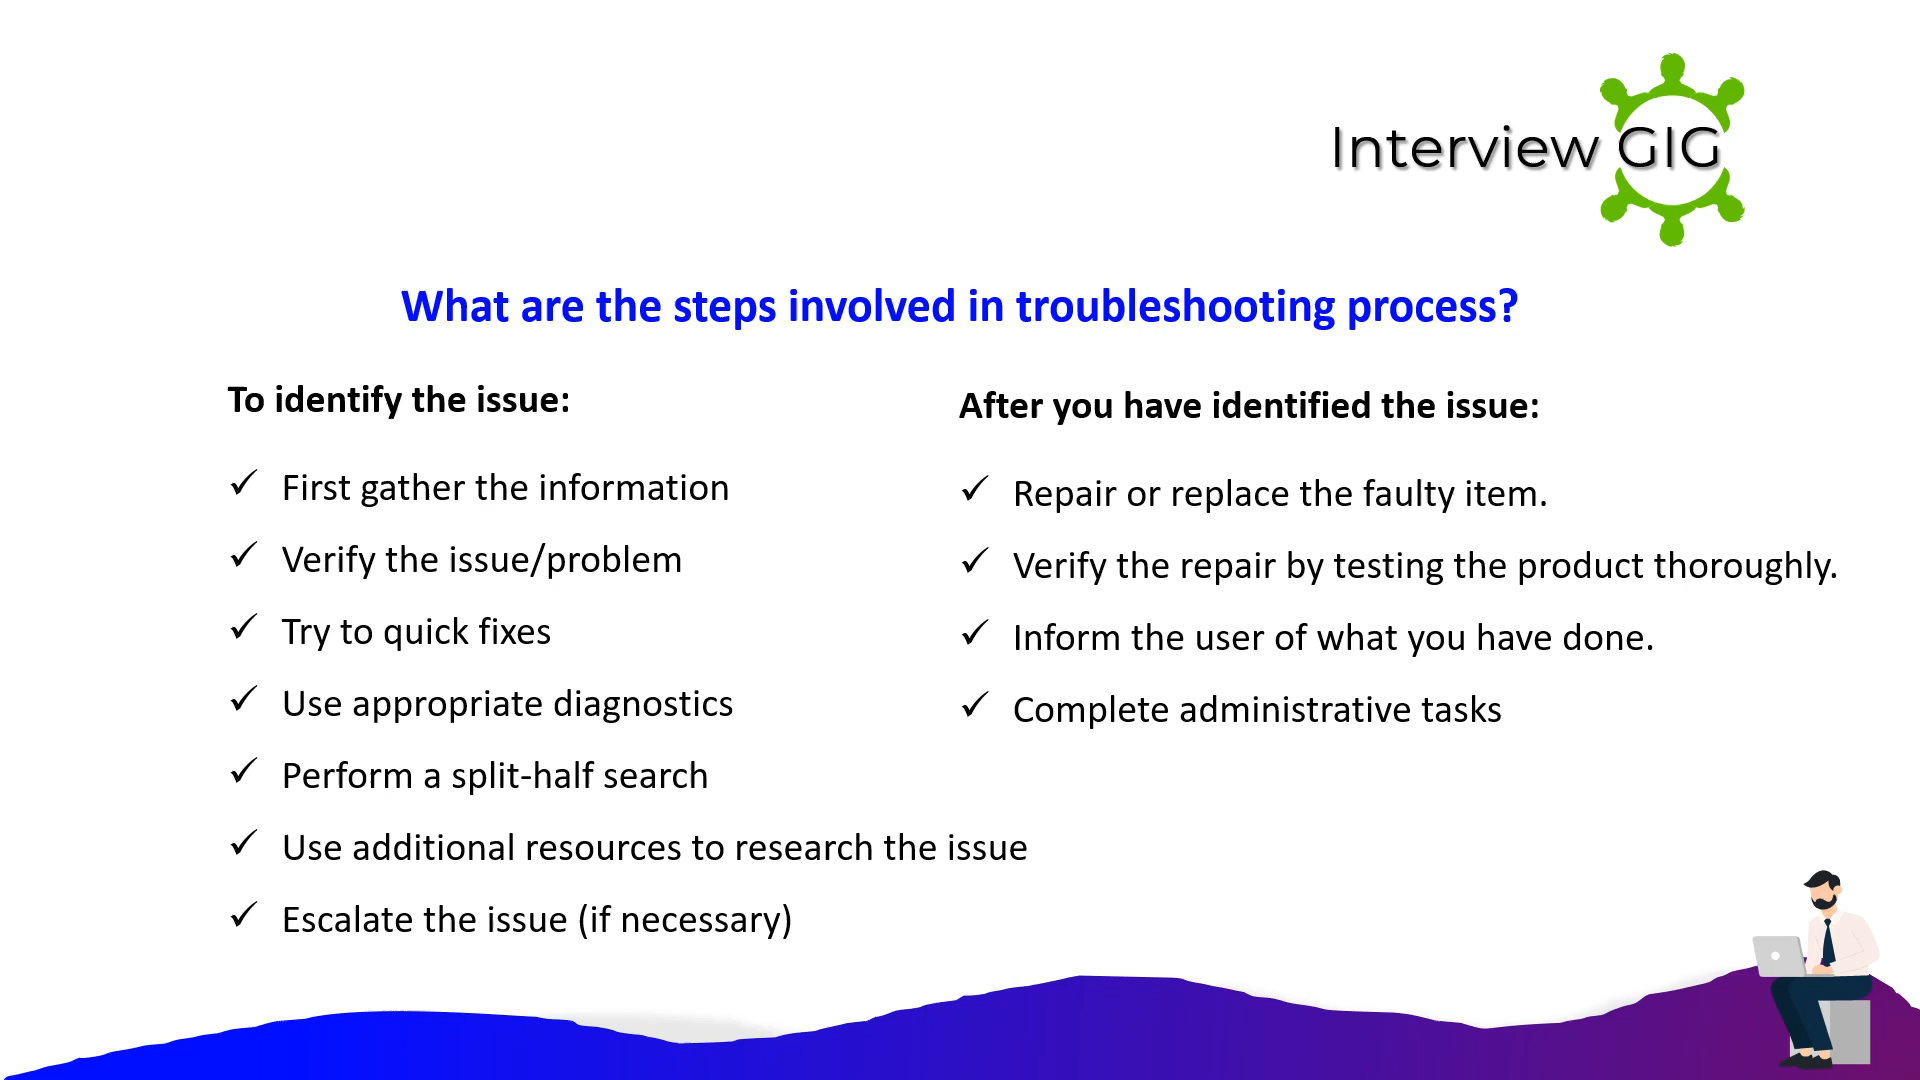 Interview GIG
What are the steps involved in troubleshooting process?
To identify the issue:
✓ First gather the information
✓ Verify the issue/problem
✓ Try to quick fixes
✓ Use appropriate diagnostics
✓ Perform a split-half search
✓ Use additional resources to research the issue
✓ Escalate the issue (if necessary)
After you have identified the issue:
✓ Repair or replace the faulty item.
✓ Verify the repair by testing the product thoroughly.
✓ Inform the user of what you have done.
✓ Complete administrative tasks